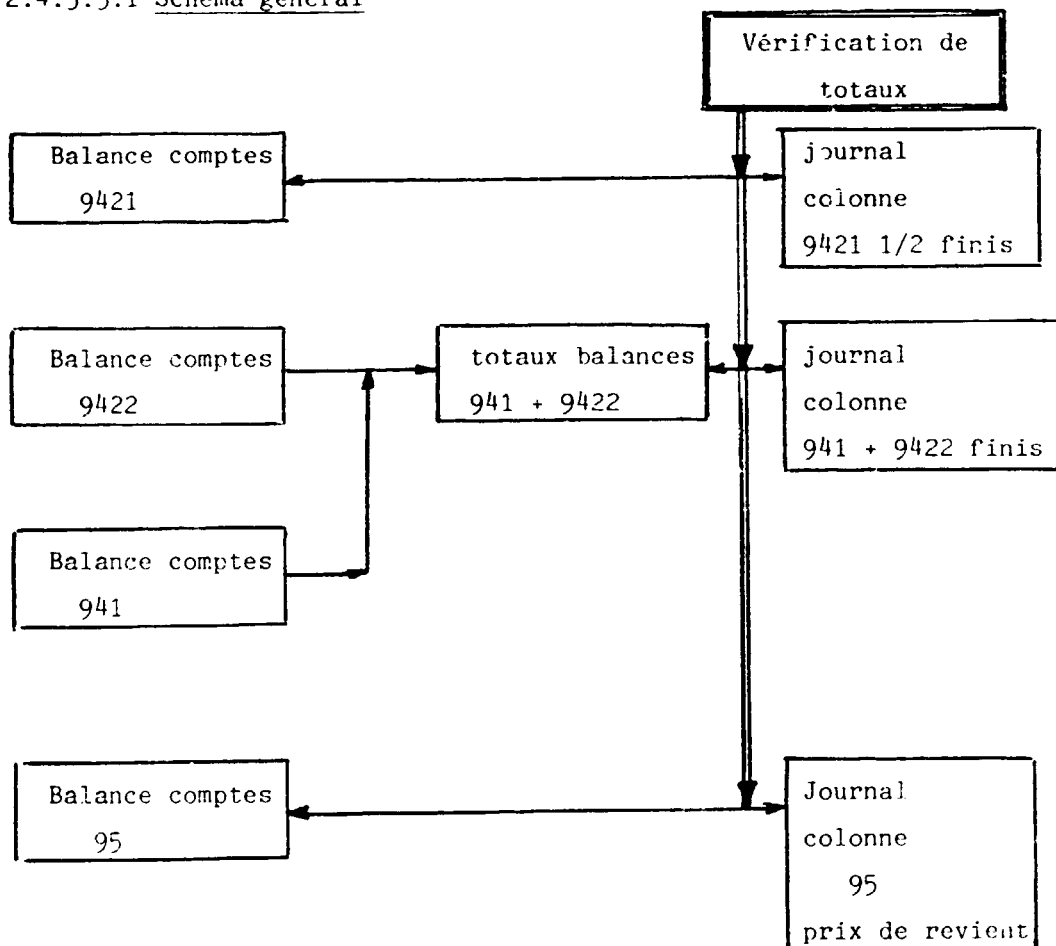 2.4.3.3.1 Schéma général
Vérification de
totaux
Balance comptes
9421
journal
colonne
9421 1/2 finis
Balance comptes
9422
totaux balances
941 + 9422
journal
colonne
941 + 9422 finis
Balance comptes
941
Balance comptes
95
Journal
colonne
95
prix de revient